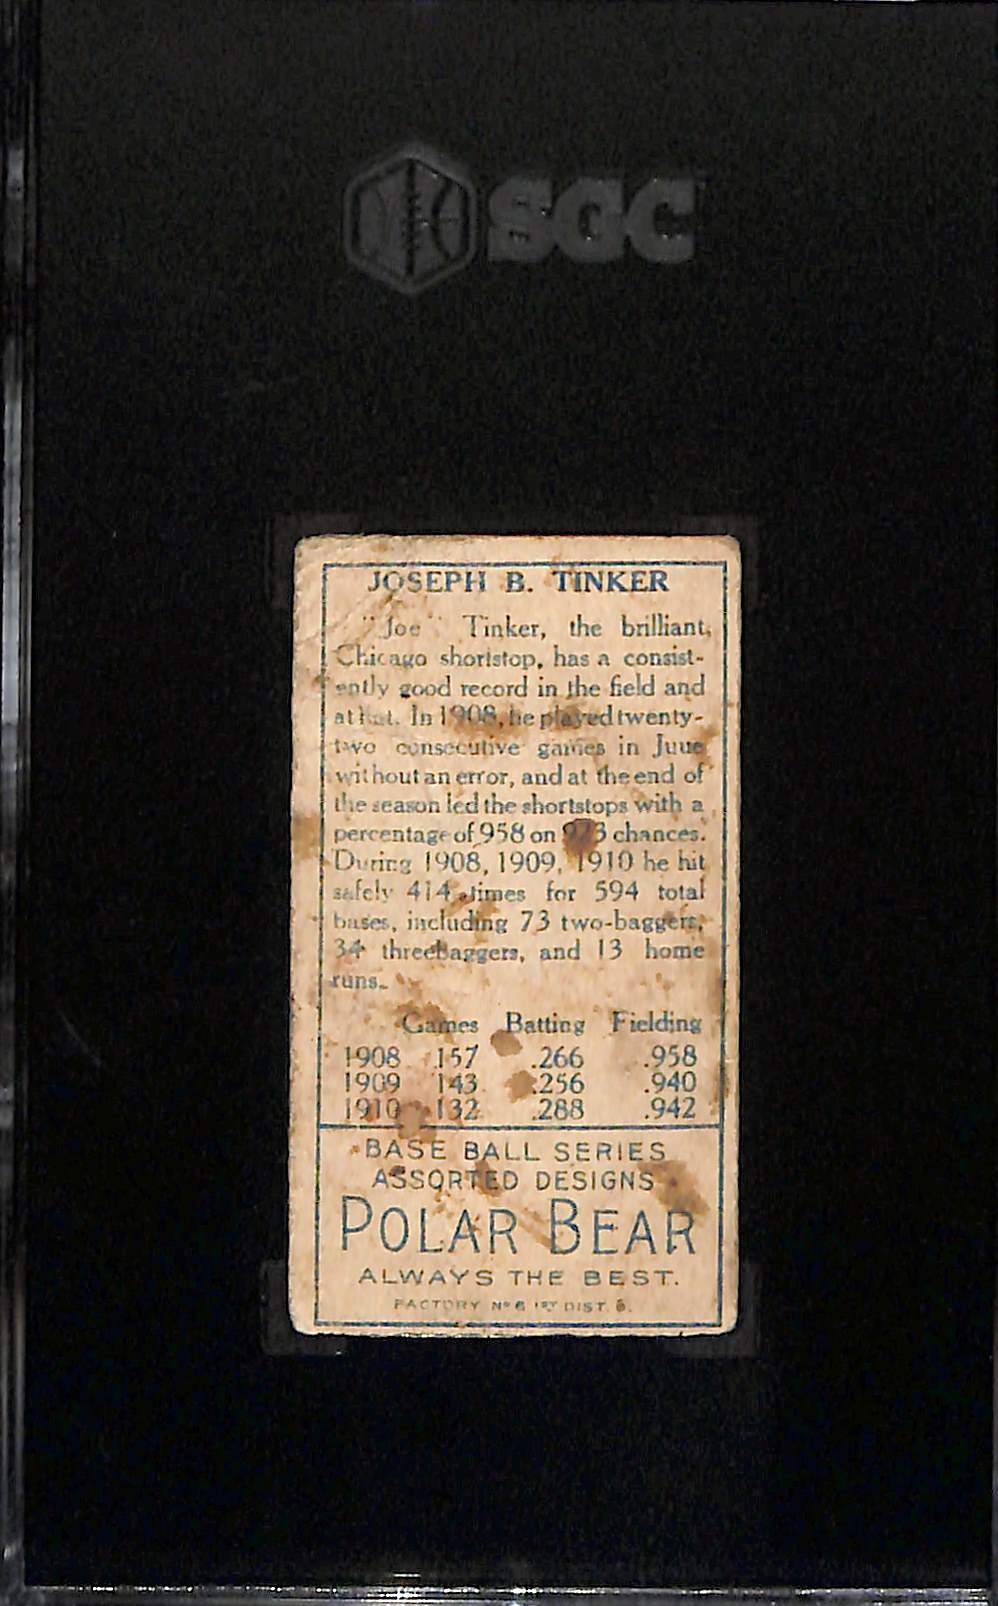 SGC
JOSEPH B. TINKER
"Joe" Tinker, the brilliant,
Chicago shortstop, has a consist-
ently good record in the field and
at bat. In 1908, he played twenty-
two consecutive games in Juue
without an error, and at the end of
the season led the shortstops with a
percentage of 958 on 973 chances.
During 1908, 1909, 1910 he hit
safely 414 times for 594 total
bases, including 73 two-baggers,
34 threebaggers, and 13 home
runs.
Games Batting Fielding
1908 157 .266 .958
1909 143 .256 .940
1910 132 .288 .942
BASE BALL SERIES
ASSORTED DESIGNS
POLAR BEAR
ALWAYS THE BEST.
FACTORY Nº 6 1ST DIST. O.